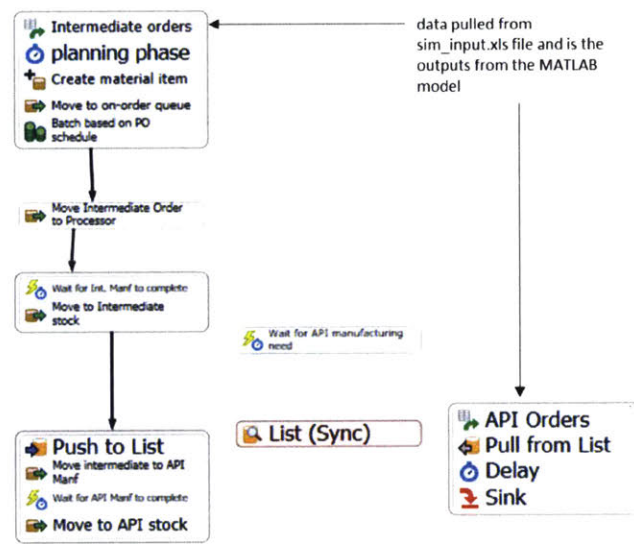 Intermediate orders
planning phase
Create material item
Move to on-order queue
Batch based on PO
schedule
data pulled from
sim_input.xls file and is the
outputs from the MATLAB
model
Move Intermediate Order
to Processor
Wait for Int. Manf to complete
Move to Intermediate
stock
Wait for API manufacturing
need
Push to List
Move intermediate to API
Manf
Wait for API Manf to complete
Move to API stock
List (Sync)
API Orders
Pull from List
Delay
Sink